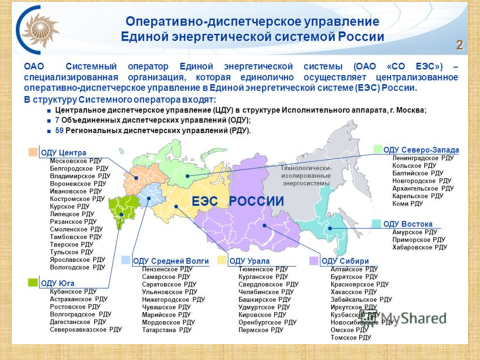 Оперативно-диспетчерское управление
Единой энергетической системой России
2
ОАО Системный оператор Единой энергетической системы (ОАО «СО ЕЭС») –
специализированная организация, которая единолично осуществляет централизованное
оперативно-диспетчерское управление в Единой энергетической системе (ЕЭС) России.
В структуру Системного оператора входят:
Центральное диспетчерское управление (ЦДУ) в структуре Исполнительного аппарата, г. Москва;
7 Объединенных диспетчерских управлений (ОДУ);
59 Региональных диспетчерских управлений (РДУ).
ОДУ Центра
Московское РДУ
Белгородское РДУ
Владимирское РДУ
Воронежское РДУ
Ивановское РДУ
Костромское РДУ
Курское РДУ
Липецкое РДУ
Рязанское РДУ
Смоленское РДУ
Тамбовское РДУ
Тверское РДУ
Тульское РДУ
Ярославское РДУ
Вологодское РДУ
ОДУ Юга
Кубанское РДУ
Астраханское РДУ
Ростовское РДУ
Волгоградское РДУ
Дагестанское РДУ
Северокавказское РДУ
Технологически-
изолированные
энергосистемы
ЕЭС РОССИИ
ОДУ Северо-Запада
Ленинградское РДУ
Кольское РДУ
Балтийское РДУ
Новгородское РДУ
Архангельское РДУ
Карельское РДУ
Коми РДУ
ОДУ Востока
Амурское РДУ
Приморское РДУ
Хабаровское РДУ
ОДУ Средней Волги
Пензенское РДУ
Самарское РДУ
Саратовское РДУ
Ульяновское РДУ
Нижегородское РДУ
Чувашское РДУ
Марийское РДУ
Мордовское РДУ
Татарстана РДУ
ОДУ Урала
Тюменское РДУ
Курганское РДУ
Свердловское РДУ
Челябинское РДУ
Башкирское РДУ
Удмуртское РДУ
Кировское РДУ
Оренбургское РДУ
Пермское РДУ
ОДУ Сибири
Алтайское РДУ
Бурятское РДУ
Красноярское РДУ
Хакасское РДУ
Забайкальское РДУ
Иркутское РДУ
Кузбасское РДУ
Новосибирское РДУ
Омское РДУ
Томское РДУ
MyShared